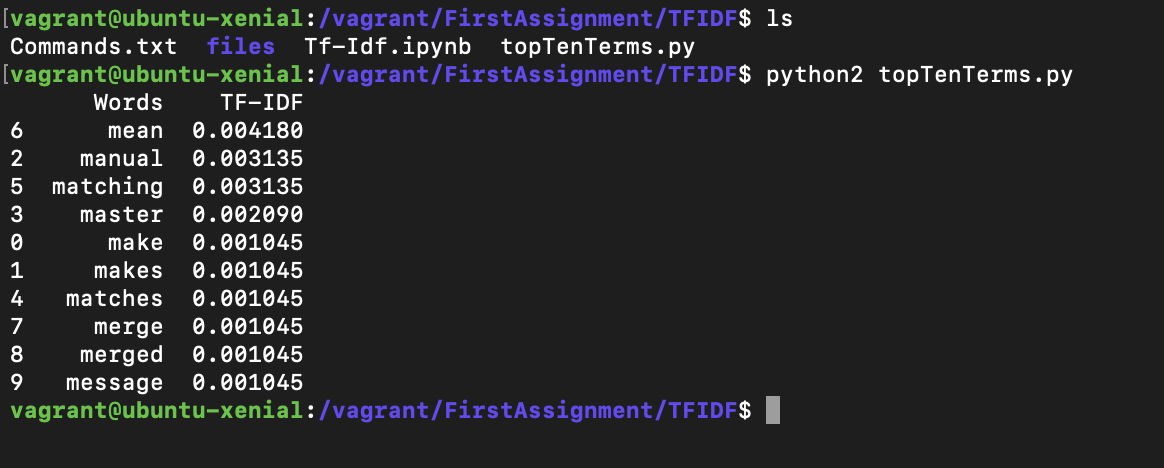 [vagrant@ubuntu-xenial:/vagrant/FirstAssignment/TFIDF$ ls
Commands.txt  files  Tf-Idf.ipynb  topTenTerms.py
[vagrant@ubuntu-xenial:/vagrant/FirstAssignment/TFIDF$ python2 topTenTerms.py
      Words    TF-IDF
6      mean  0.004180
2    manual  0.003135
5  matching  0.003135
3    master  0.002090
0      make  0.001045
1     makes  0.001045
4   matches  0.001045
7     merge  0.001045
8    merged  0.001045
9   message  0.001045
vagrant@ubuntu-xenial:/vagrant/FirstAssignment/TFIDF$